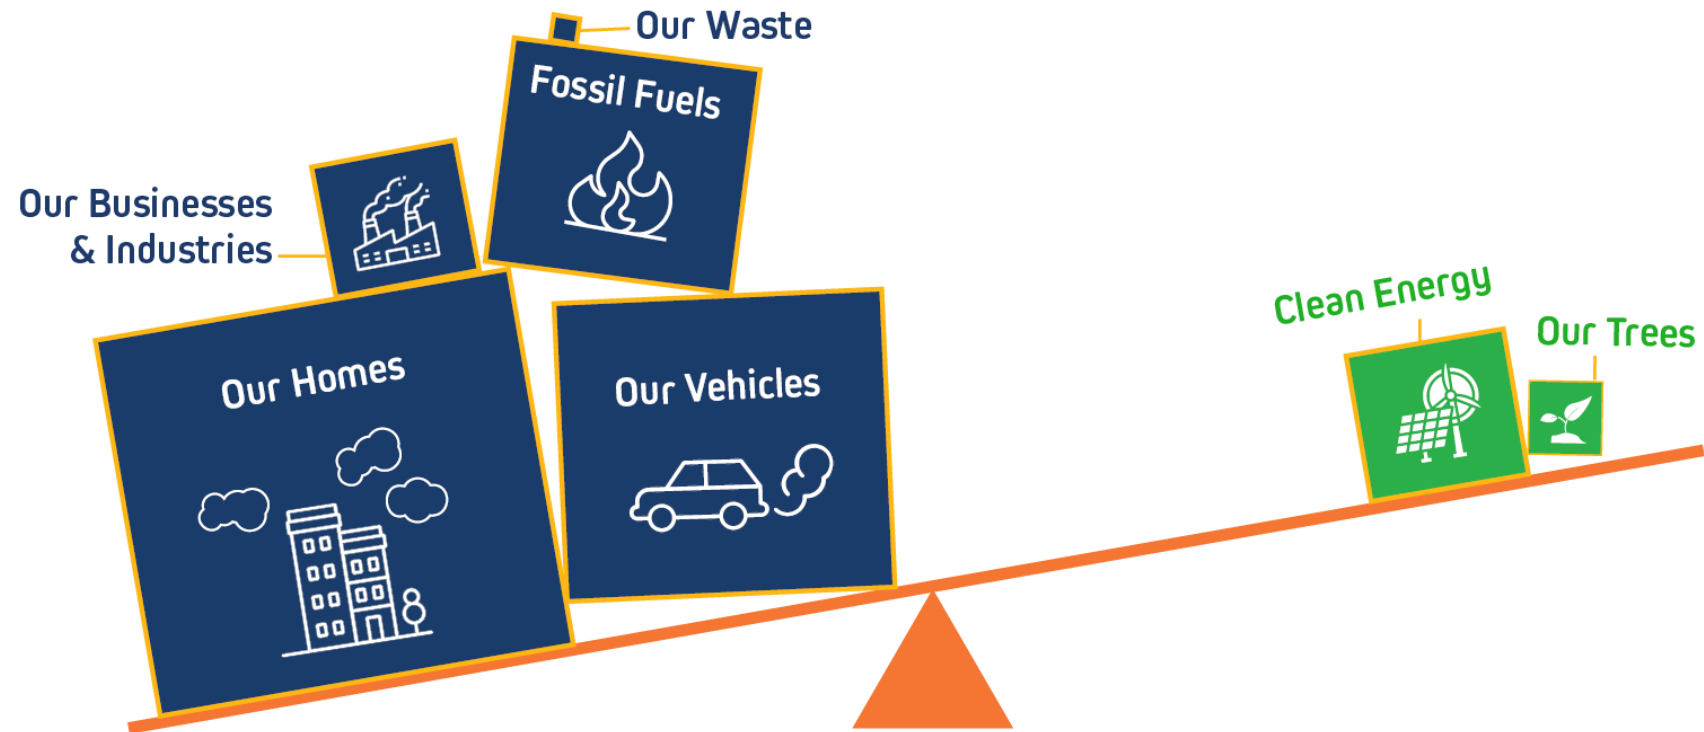 Our Waste
Fossil Fuels
Our Businesses
& Industries
Our Homes
Our Vehicles
Clean Energy
Our Trees